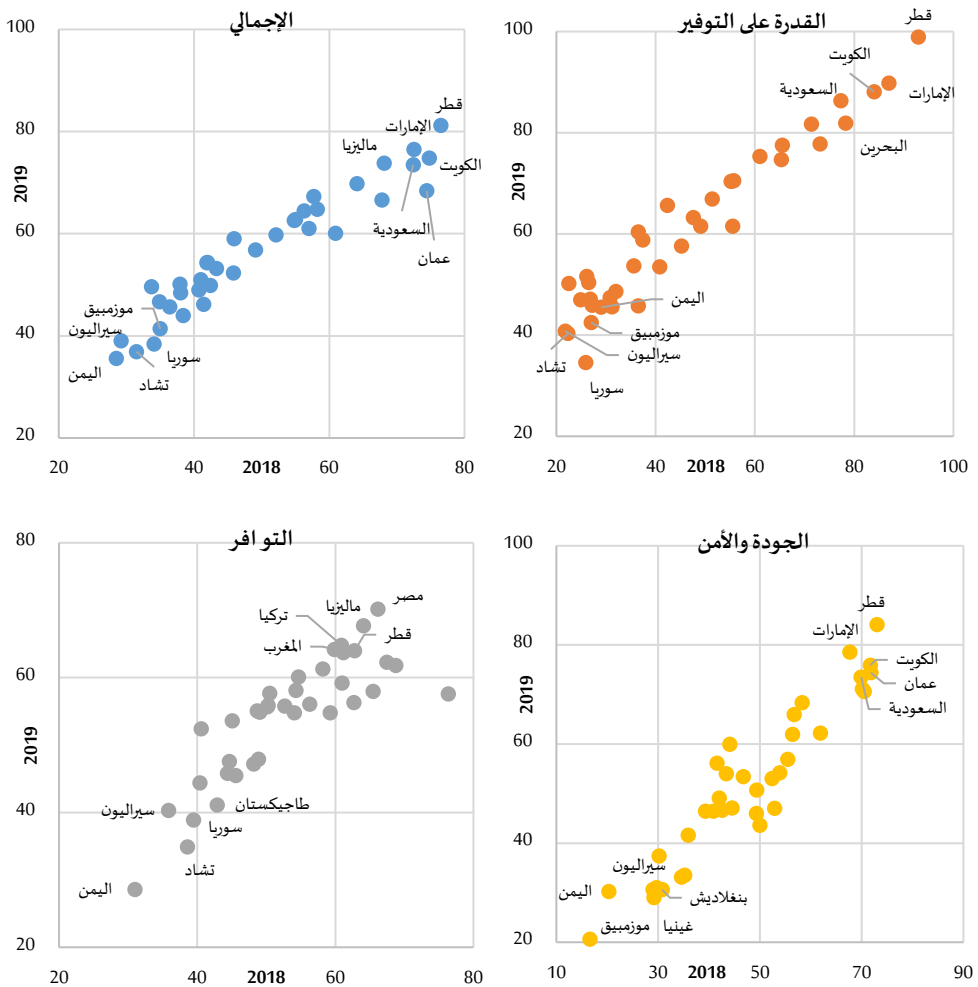 الإجمالي
100
80
60
40
20
2019
قطر
الإمارات
ماليزيا
الكويت
السعودية
عمان
موزمبيق
سيراليون
سوريا
اليمن
تشاد
20 40 2018 60 80
القدرة على التوفير
100
80
60
40
20
2019
قطر
الكويت
السعودية
الإمارات
البحرين
اليمن
موزمبيق
سيراليون
تشاد
سوريا
20 40 2018 60 80 100
التوافر
80
60
40
20
2019
مصر
ماليزيا
تركيا
قطر
المغرب
طاجيكستان
سيراليون
سوريا
تشاد
اليمن
20 40 2018 60 80
الجودة والأمن
100
80
60
40
20
2019
قطر
الإمارات
الكويت
عمان
السعودية
سيراليون
اليمن
بنغلاديش
غينيا
موزمبيق
10 30 2018 50 70 90